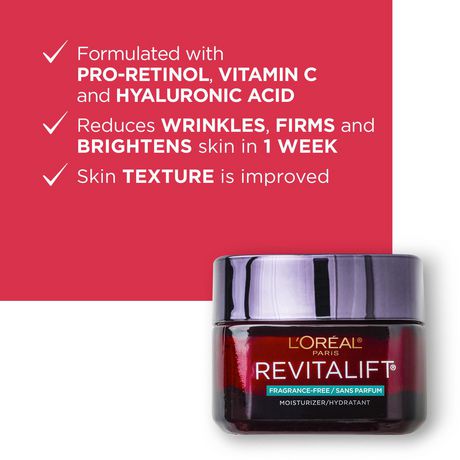 Formulated with
PRO-RETINOL, VITAMIN C
and HYALURONIC ACID
Reduces WRINKLES, FIRMS and
BRIGHTENS skin in 1 WEEK
Skin TEXTURE is improved
L'ORÉAL®
PARIS
REVITALIFT®
FRAGRANCE-FREE/SANS PARFUM
MOISTURIZER/HYDRATANT